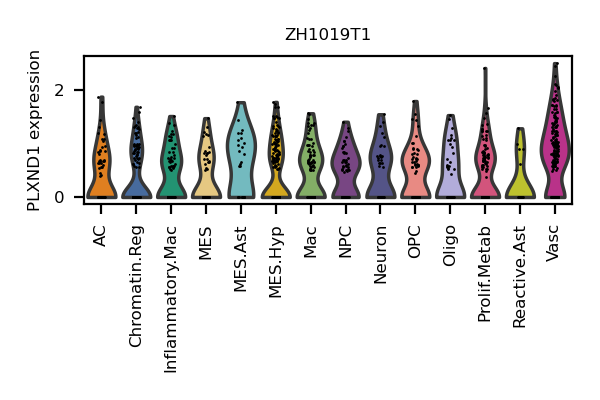 ZH1019T1
PLXND1 expression
2
0
AC
Chromatin.Reg
Inflammatory.Mac
MES
MES.Ast
MES.Hyp
Mac
NPC
Neuron
OPC
Oligo
Prolif.Metab
Reactive.Ast
Vasc